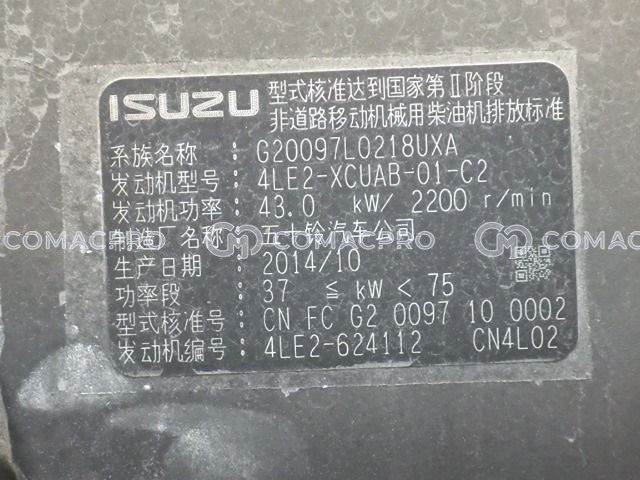 ISUZU 型式核准达到国家第Ⅱ阶段
非道路移动机械用柴油机排放标准
系族名称： G20097L0218UXA
发动机型号： 4LE2-XCUAB-01-C2
发动机功率： 43.0 kW/ 2200 r/min
制造厂名称： 五十铃汽车公司
COMACPRO COMACPRO COMACPRO
生产日期： 2014/10
功率段： 37 ≦ kW < 75
型式核准号： CN FC G2 0097 10 0002
发动机编号： 4LE2-624112 CN4L02